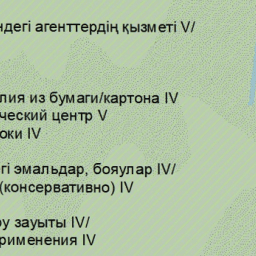 ндегі агенттердің қызметі V/
лия из бумаги/картона IV
ческий центр V
оки IV
гі эмальдар, бояулар IV/
(консервативно) IV
ру зауыты IV/
рименения IV